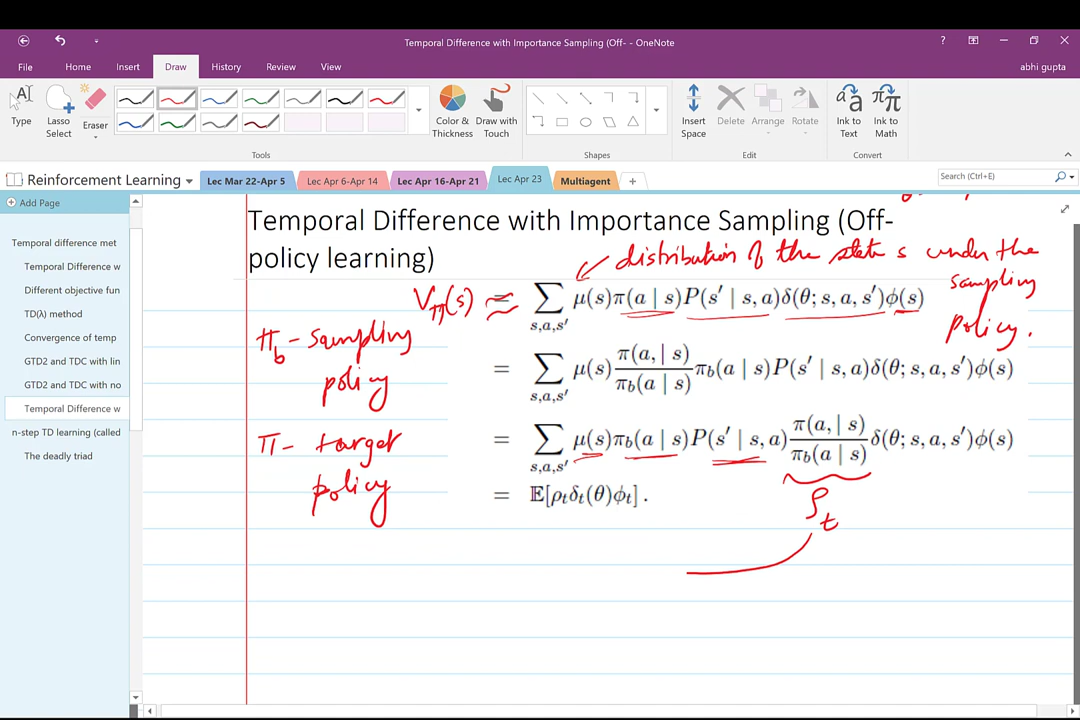 Temporal Difference with Importance Sampling (Off- - OneNote
?
File Home Insert Draw History Review View abhi gupta
Type
Lasso Select
Eraser
Color & Thickness
Draw with Touch
Insert Space
Delete
Arrange
Rotate
Ink to Text
Ink to Math
Tools Shapes Edit Convert
Reinforcement Learning Lec Mar 22-Apr 5 Lec Apr 6-Apr 14 Lec Apr 16-Apr 21 Lec Apr 23 Multiagent + Search (Ctrl+E)
Add Page
Temporal difference met
Temporal Difference w
Different objective fun
TD(λ) method
Convergence of temp
GTD2 and TDC with lin
GTD2 and TDC with no
Temporal Difference w
n-step TD learning (called
The deadly triad
Temporal Difference with Importance Sampling (Off-
policy learning)
distribution of the state s under the
sampling
policy.
V_π(s) ≈ = ∑_{s,a,s'} μ(s)π(a | s)P(s' | s, a)δ(θ; s, a, s')ϕ(s)
π_b - sampling
policy
= ∑_{s,a,s'} μ(s) π(a, | s)/π_b(a | s) π_b(a | s)P(s' | s, a)δ(θ; s, a, s')ϕ(s)
π - target
policy
= ∑_{s,a,s'} μ(s)π_b(a | s)P(s' | s, a) π(a, | s)/π_b(a | s) δ(θ; s, a, s')ϕ(s)
= 𝔼[ρ_tδ_t(θ)ϕ_t] .
ρ_t